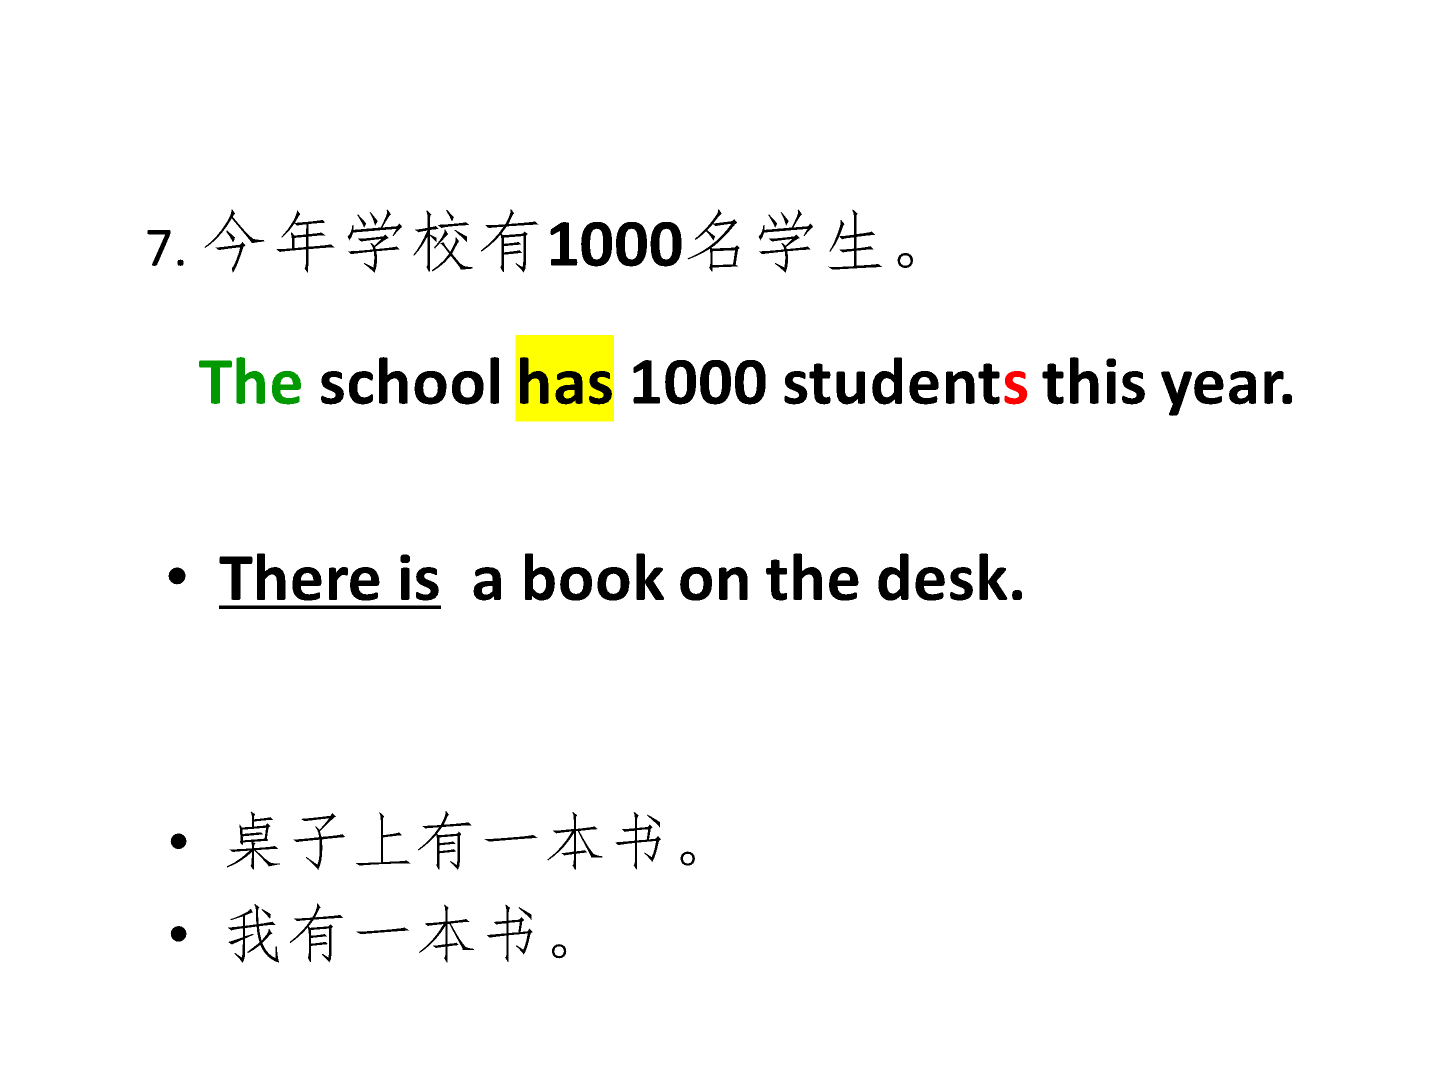 7. 今年学校有1000名学生。
The school has 1000 students this year.
• There is a book on the desk.
• 桌子上有一本书。
• 我有一本书。